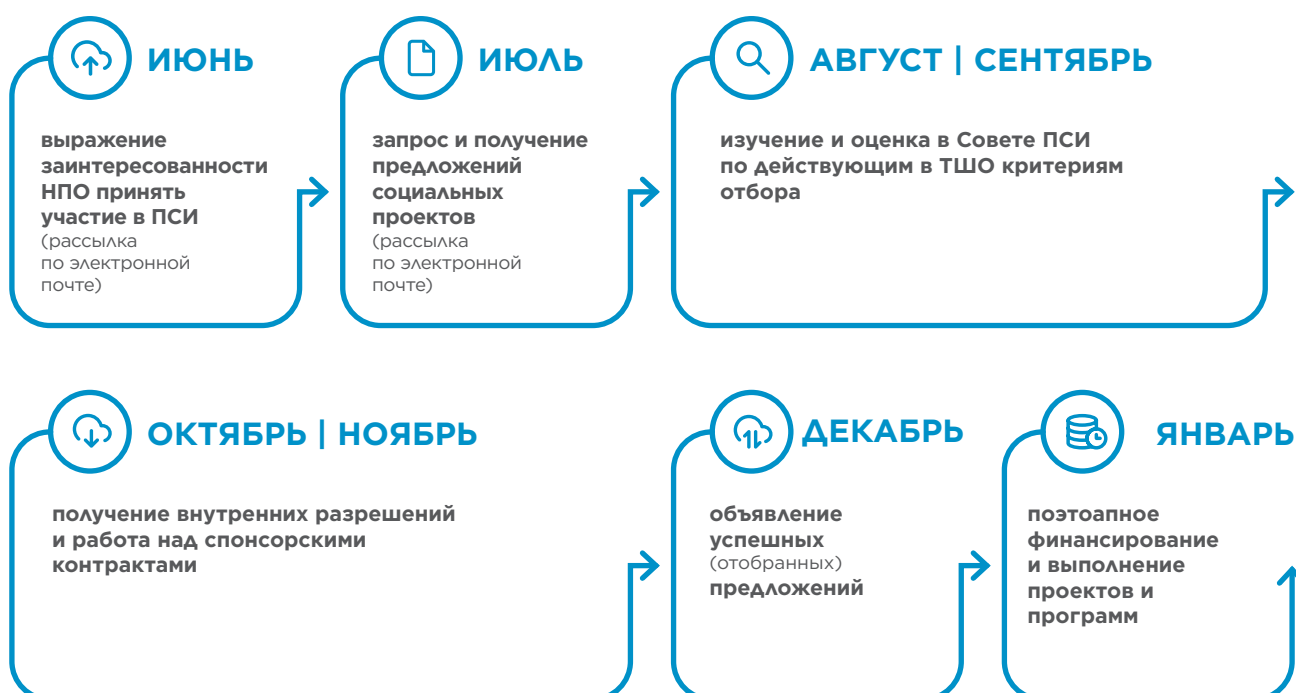 ИЮНЬ
выражение
заинтересованности
НПО принять
участие в ПСИ
(рассылка
по электронной
почте)
ИЮЛЬ
запрос и получение
предложений
социальных
проектов
(рассылка
по электронной
почте)
АВГУСТ | СЕНТЯБРЬ
изучение и оценка в Совете ПСИ
по действующим в ТШО критериям
отбора
ОКТЯБРЬ | НОЯБРЬ
получение внутренних разрешений
и работа над спонсорскими
контрактами
ДЕКАБРЬ
объявление
успешных
(отобранных)
предложений
ЯНВАРЬ
поэтоапное
финансирование
и выполнение
проектов и
программ